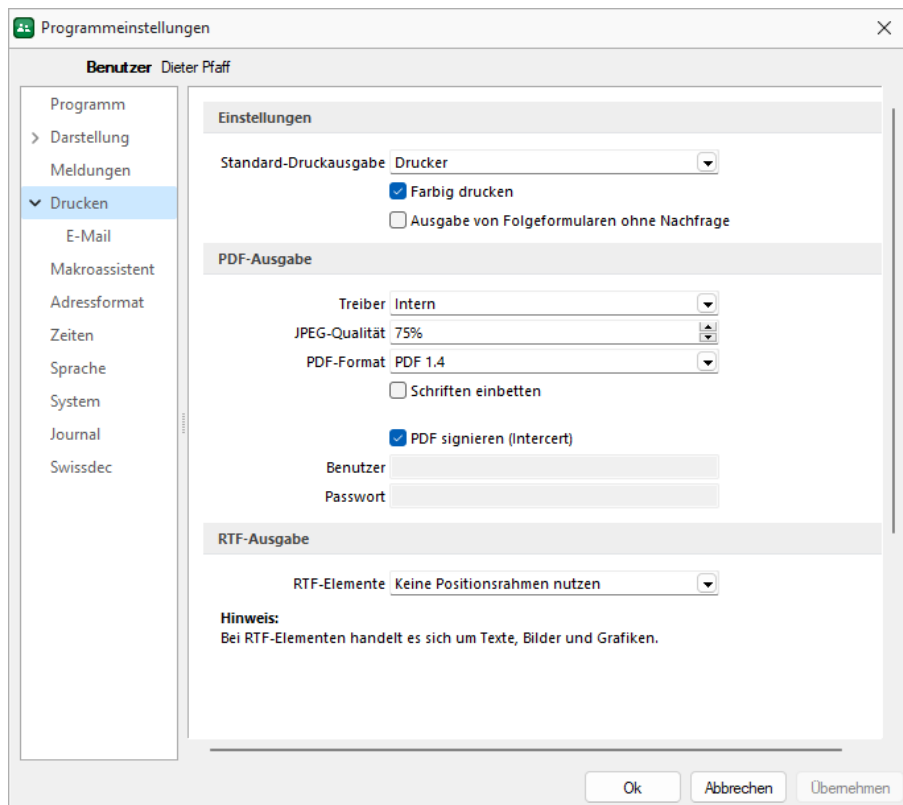 Programmeinstellungen
Benutzer Dieter Pfaff
Programm
Darstellung
Meldungen
Drucken
E-Mail
Makroassistent
Adressformat
Zeiten
Sprache
System
Journal
Swissdec
Einstellungen
Standard-Druckausgabe Drucker
Farbig drucken
Ausgabe von Folgeformularen ohne Nachfrage
PDF-Ausgabe
Treiber Intern
JPEG-Qualität 75%
PDF-Format PDF 1.4
Schriften einbetten
PDF signieren (Intercert)
Benutzer
Passwort
RTF-Ausgabe
RTF-Elemente Keine Positionsrahmen nutzen
Hinweis:
Bei RTF-Elementen handelt es sich um Texte, Bilder und Grafiken.
Ok Abbrechen Übernehmen